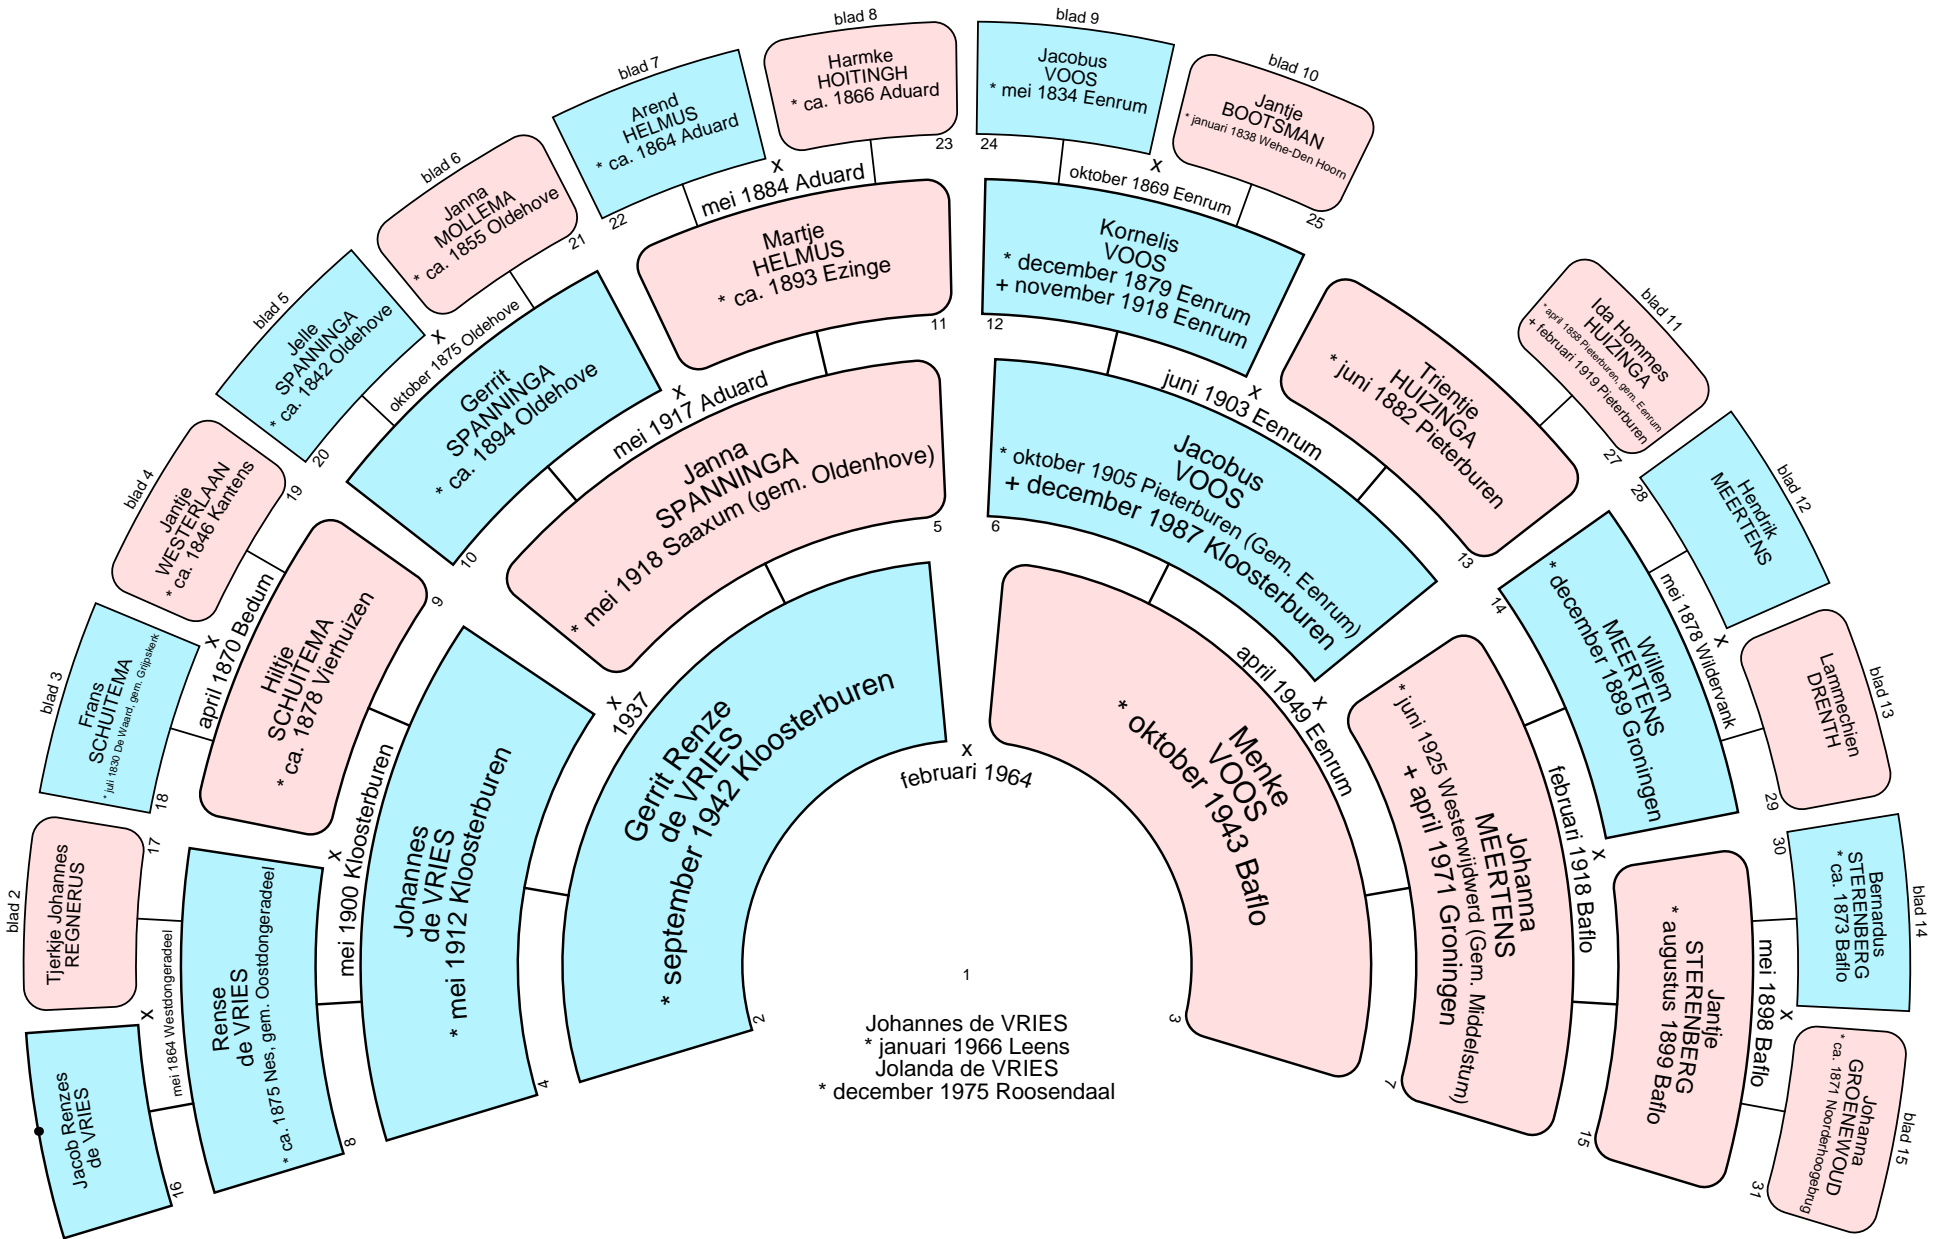 1
Johannes de VRIES
* januari 1966 Leens
Jolanda de VRIES
* december 1975 Roosendaal
Gerrit Renze
de VRIES
* september 1942 Kloosterburen
2
x
februari 1964
Menke
VOOS
* oktober 1943 Baflo
3
Johannes
de VRIES
* mei 1912 Kloosterburen
4
x
1937
Janna
SPANNINGA
* mei 1918 Saaxum (gem. Oldenhove)
5
Jacobus
VOOS
* oktober 1905 Pieterburen (Gem. Eenrum)
+ december 1987 Kloosterburen
6
x
april 1949 Eenrum
Johanna
MEERTENS
* juni 1925 Westerwijdwerd (Gem. Middelstum)
+ april 1971 Groningen
7
Rense
de VRIES
* ca. 1875 Nes, gem. Oostdongeradeel
8
x
mei 1900 Kloosterburen
Hiltje
SCHUITEMA
* ca. 1878 Vierhuizen
9
Gerrit
SPANNINGA
* ca. 1894 Oldehove
10
x
mei 1917 Aduard
Martje
HELMUS
* ca. 1893 Ezinge
11
Kornelis
VOOS
* december 1879 Eenrum
+ november 1918 Eenrum
12
x
juni 1903 Eenrum
Trientje
HUIZINGA
* juni 1882 Pieterburen
13
Willem
MEERTENS
* december 1889 Groningen
14
x
februari 1918 Baflo
Jantje
STERENBERG
* augustus 1899 Baflo
15
Jacob Renzes
de VRIES
16
x
mei 1864 Westdongeradeel
blad 2
Tjerkje Johannes
REGNERUS
17
blad 3
Frans
SCHUITEMA
* juli 1830 De Waard, gem. Grijpskerk
18
x
april 1870 Bedum
blad 4
Jantje
WESTERLAAN
* ca. 1846 Kantens
19
blad 5
Jelle
SPANNINGA
* ca. 1842 Oldehove
20
x
oktober 1875 Oldehove
blad 6
Janna
MOLLEMA
* ca. 1855 Oldehove
21
blad 7
Arend
HELMUS
* ca. 1864 Aduard
22
x
mei 1884 Aduard
blad 8
Harmke
HOITINGH
* ca. 1866 Aduard
23
blad 9
Jacobus
VOOS
* mei 1834 Eenrum
24
x
oktober 1869 Eenrum
blad 10
Jantje
BOOTSMAN
* januari 1838 Wehe-Den Hoorn
25
blad 11
Ida Hommes
HUIZINGA
* april 1858 Pieterburen, gem. Eenrum
+ februari 1919 Pieterburen
27
blad 12
Hendrik
MEERTENS
28
x
mei 1878 Wildervank
blad 13
Lammechien
DRENTH
29
blad 14
Bernardus
STERENBERG
* ca. 1873 Baflo
30
x
mei 1898 Baflo
blad 15
Johanna
GROENEWOUD
* ca. 1871 Noorderhoogebrug
31